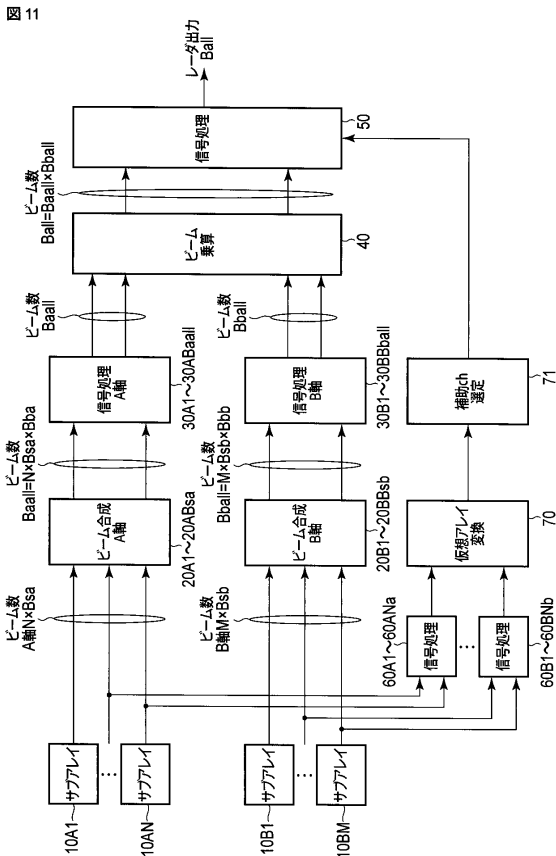 図 11
サブアレイ
10A1
サブアレイ
10AN
サブアレイ
10B1
サブアレイ
10BM
ビーム数
A軸N×Bsa
ビーム数
B軸M×Bsb
ビーム合成
A軸
20A1～20ABsa
ビーム合成
B軸
20B1～20BBsb
ビーム数
Baall=N×Bsa×Bba
ビーム数
Bball=M×Bsb×Bbb
信号処理
A軸
30A1～30ABaall
信号処理
B軸
30B1～30BBball
ビーム数
Baall
ビーム数
Bball
ビーム
乗算
40
ビーム数
Ball=Baall×Bball
信号処理
50
レーダ出力
Ball
60A1～60ANa
信号処理
信号処理
60B1～60BNb
仮想アレイ
変換
70
補助ch
選定
71